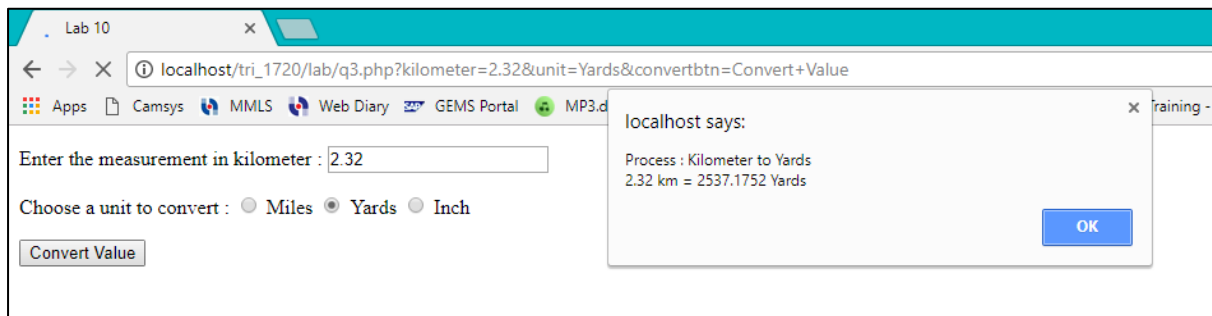 Lab 10
localhost/tri_1720/lab/q3.php?kilometer=2.32&unit=Yards&convertbtn=Convert+Value
Apps Camsys MMLS Web Diary SAP GEMS Portal MP3.d raining -
localhost says:
Process : Kilometer to Yards
2.32 km = 2537.1752 Yards
OK
Enter the measurement in kilometer : 2.32
Choose a unit to convert : Miles Yards Inch
Convert Value